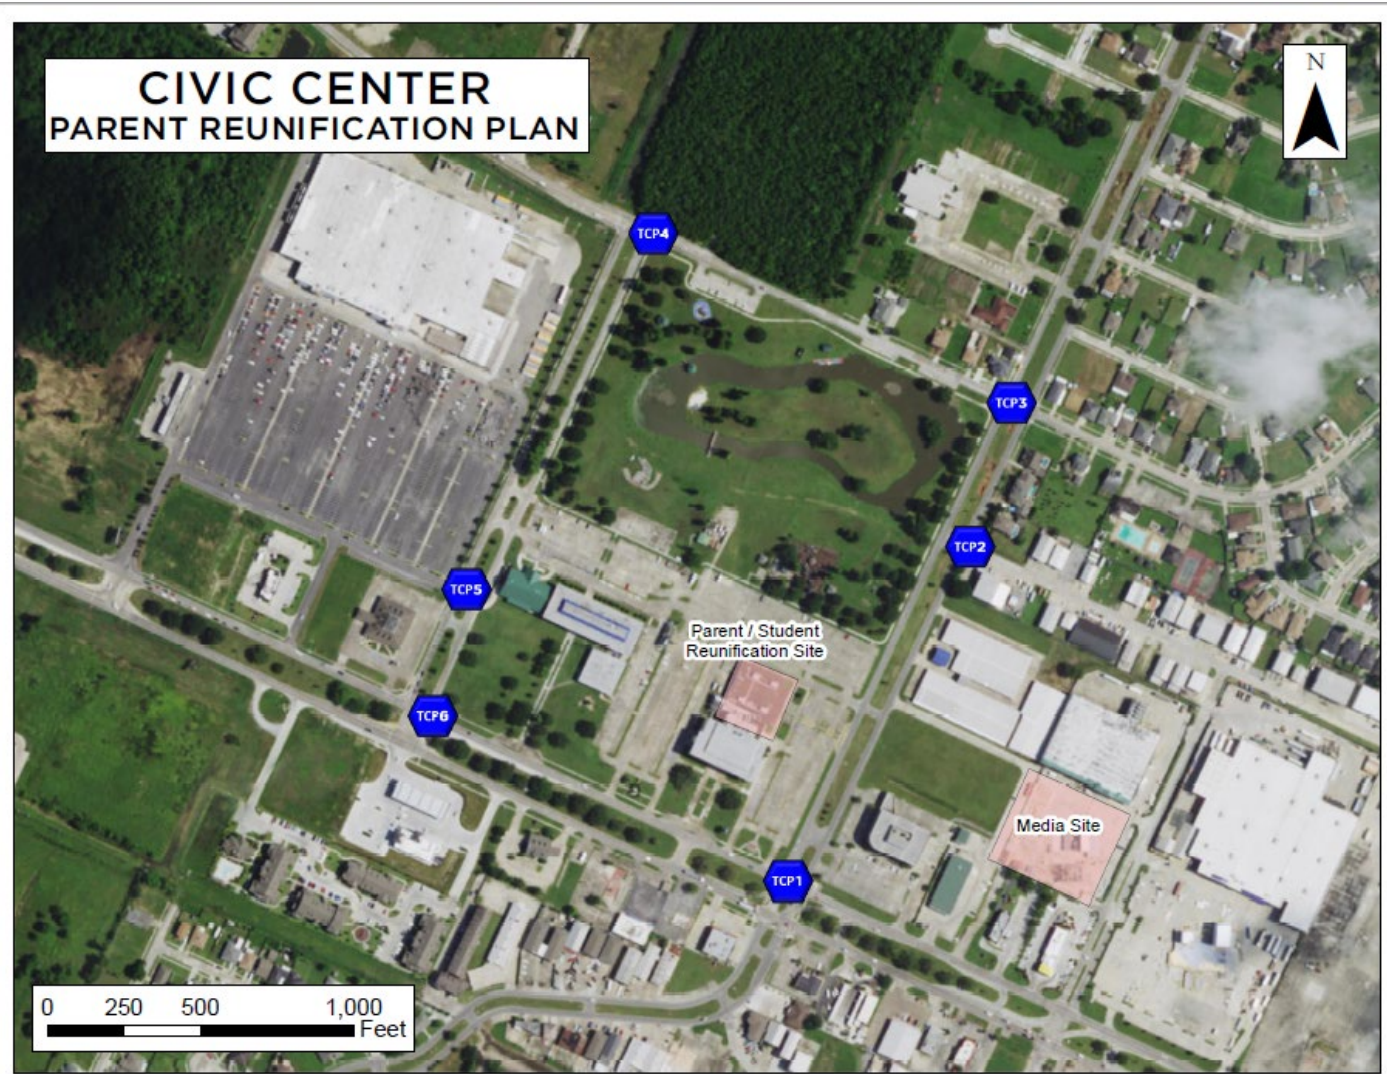 CIVIC CENTER
PARENT REUNIFICATION PLAN
N
TCP4
TCP3
TCP2
TCP5
Parent / Student
Reunification Site
TCP6
Media Site
TCP1
0 250 500 1,000
Feet